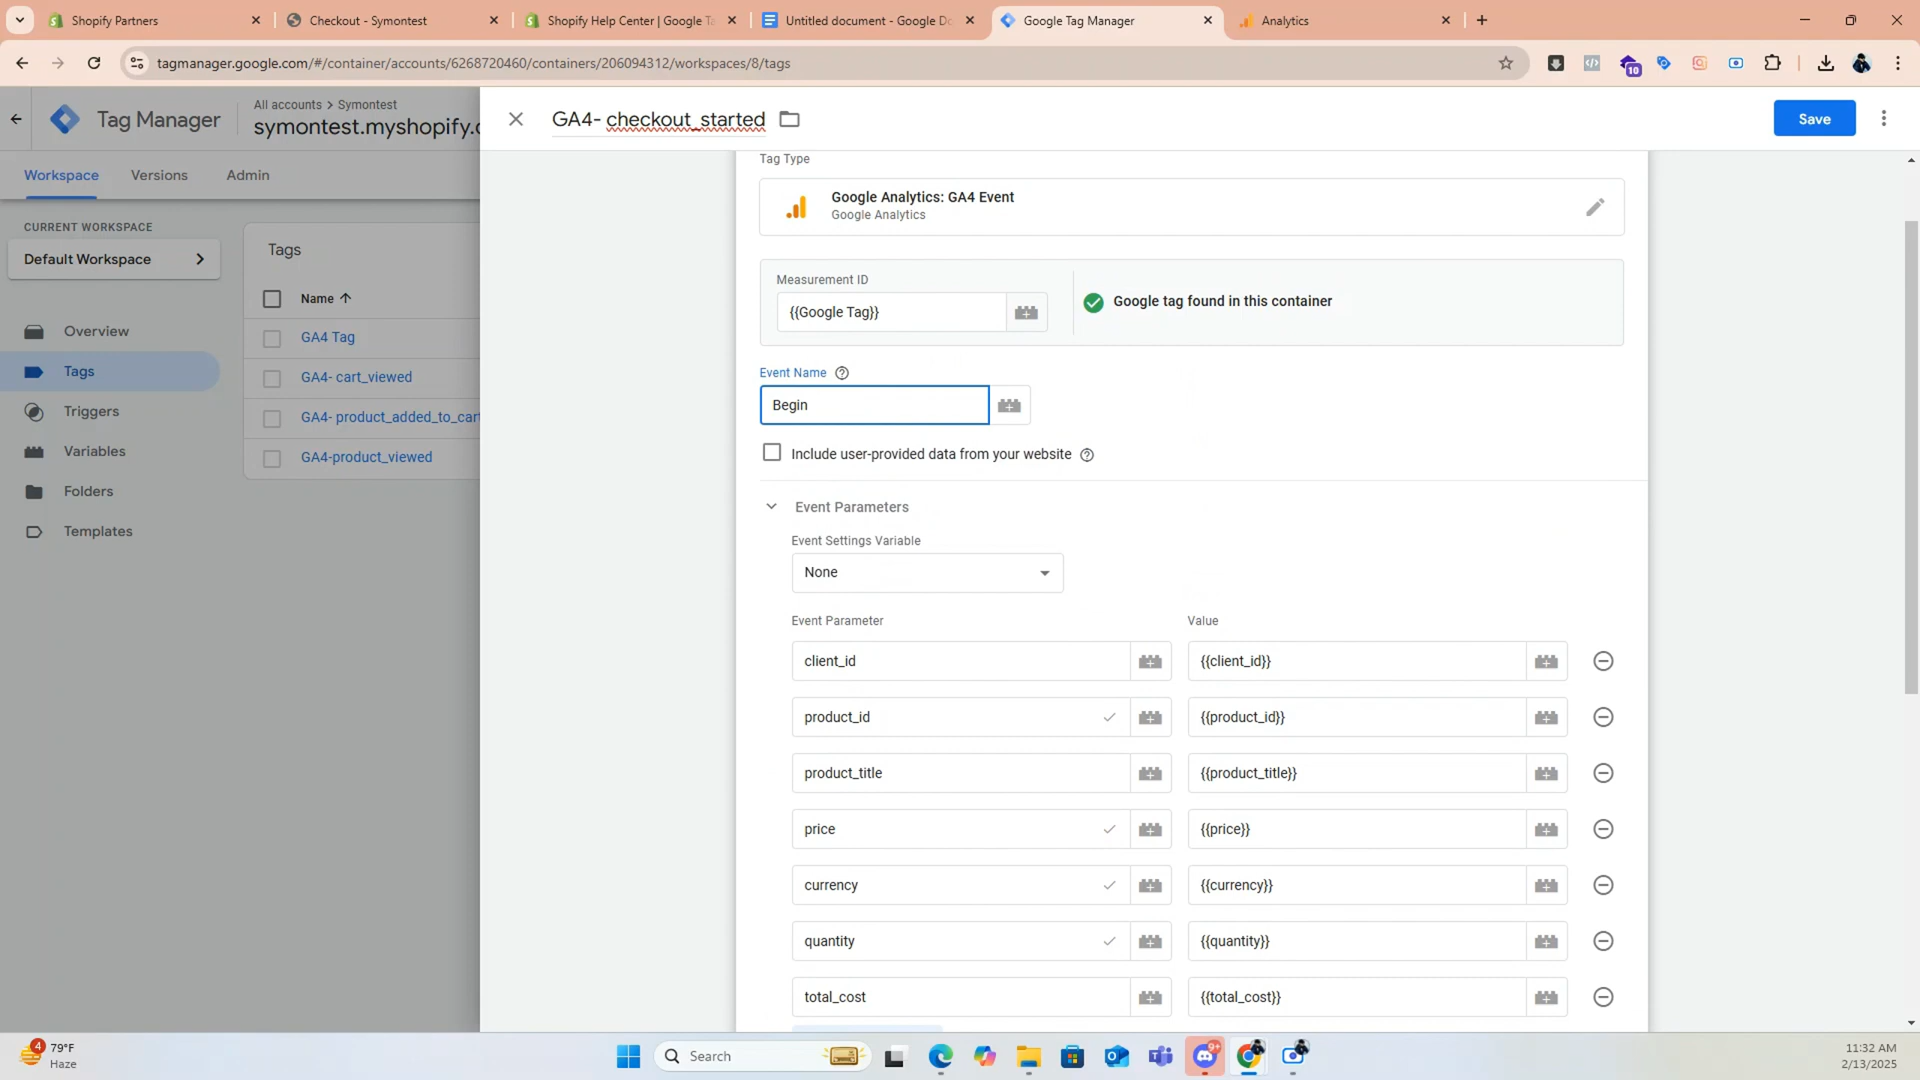 Shopify Partners
Checkout - Symontest
Shopify Help Center | Google Ta
Untitled document - Google Do
Google Tag Manager
Analytics
tagmanager.google.com/#/container/accounts/6268720460/containers/206094312/workspaces/8/tags
10
Tag Manager
All accounts > Symontest
symontest.myshopify.c
GA4- checkout_started
Save
Workspace
Versions
Admin
CURRENT WORKSPACE
Default Workspace
Overview
Tags
Triggers
Variables
Folders
Templates
Tags
Name
GA4 Tag
GA4- cart_viewed
GA4- product_added_to_cart
GA4-product_viewed
Tag Type
Google Analytics: GA4 Event
Google Analytics
Measurement ID
{{Google Tag}}
Google tag found in this container
Event Name
Begin
Include user-provided data from your website
Event Parameters
Event Settings Variable
None
Event Parameter
Value
client_id
{{client_id}}
product_id
{{product_id}}
product_title
{{product_title}}
price
{{price}}
currency
{{currency}}
quantity
{{quantity}}
total_cost
{{total_cost}}
4
79°F
Haze
Search
9+
11:32 AM
2/13/2025